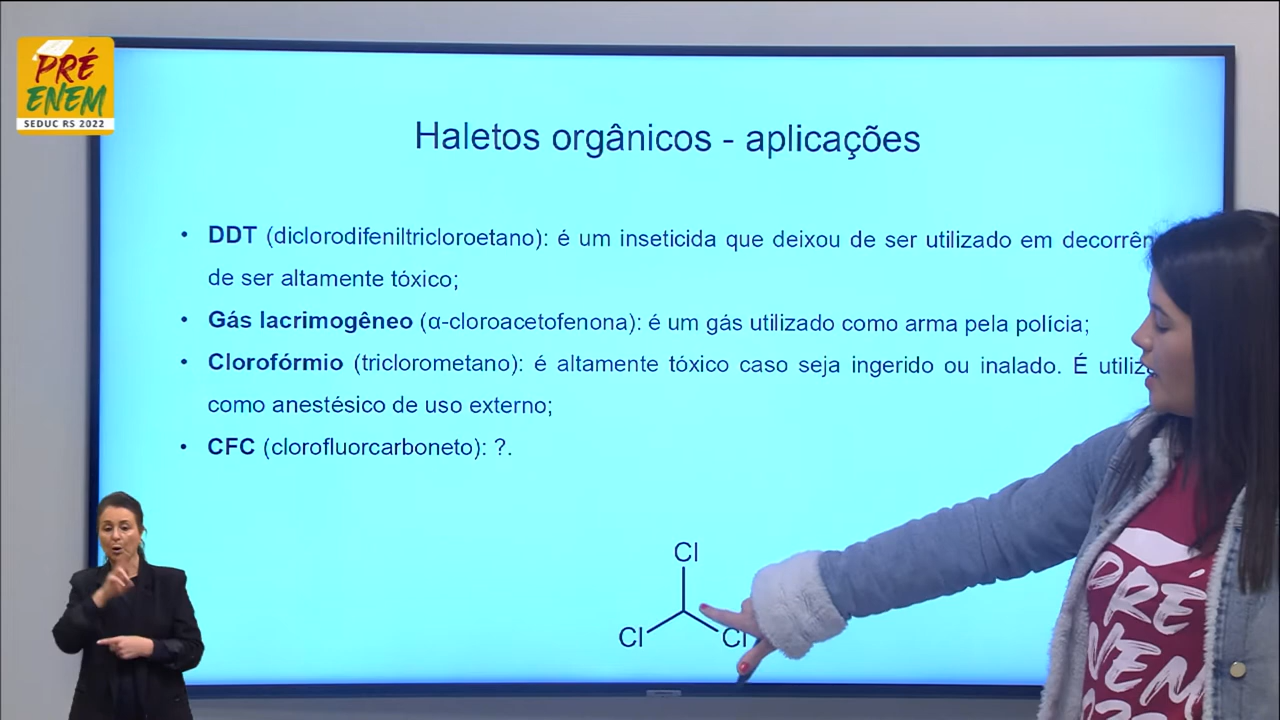 PRÉ
ENEM
SEDUC RS 2022
Haletos orgânicos - aplicações
• DDT (diclorodifeniltricloroetano): é um inseticida que deixou de ser utilizado em
de ser altamente tóxico;
• Gás lacrimogêneo (α-cloroacetofenona): é um gás utilizado como arma pela polícia;
• Clorofórmio (triclorometano): é altamente tóxico caso seja ingerido ou inalado. É
como anestésico de uso externo;
• CFC (clorofluorcarboneto): ?.
Cl
Cl Cl
PRÉ